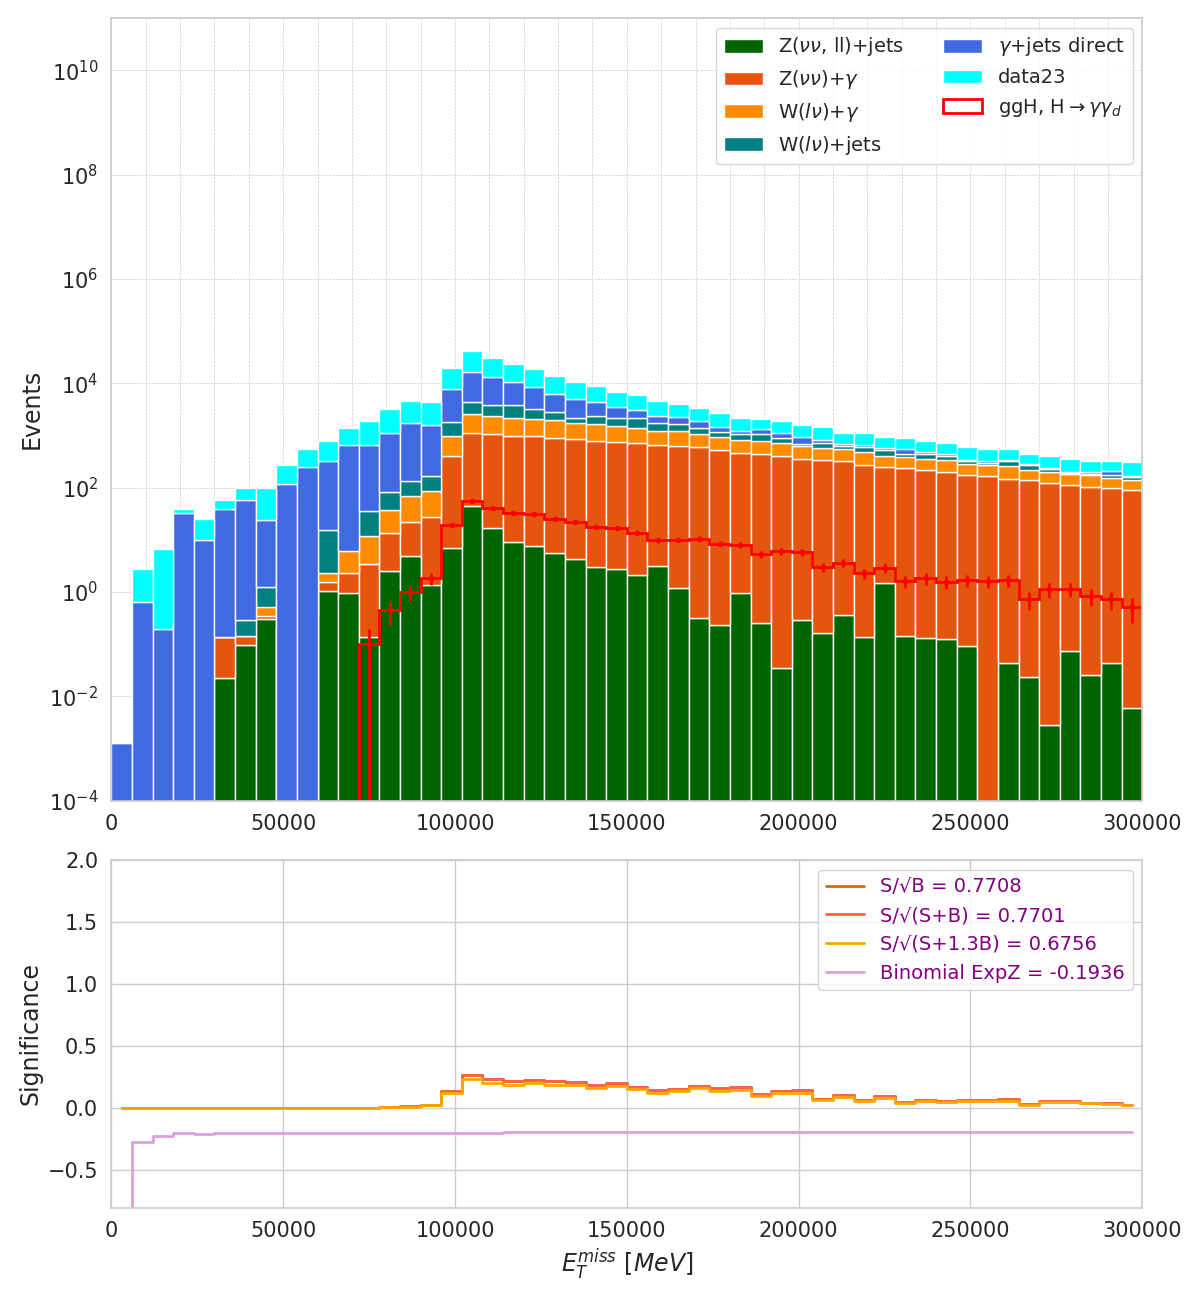 Z(νν, ll)+jets
Z(νν)+γ
W(lν)+γ
W(lν)+jets
γ+jets direct
data23
ggH, H→γγ_d
Events
10^10
10^8
10^6
10^4
10^2
10^0
10^−2
10^−4
0 50000 100000 150000 200000 250000 300000
S/√B = 0.7708
S/√(S+B) = 0.7701
S/√(S+1.3B) = 0.6756
Binomial ExpZ = -0.1936
Significance
2.0
1.5
1.0
0.5
0.0
−0.5
0 50000 100000 150000 200000 250000 300000
E_T^miss [MeV]